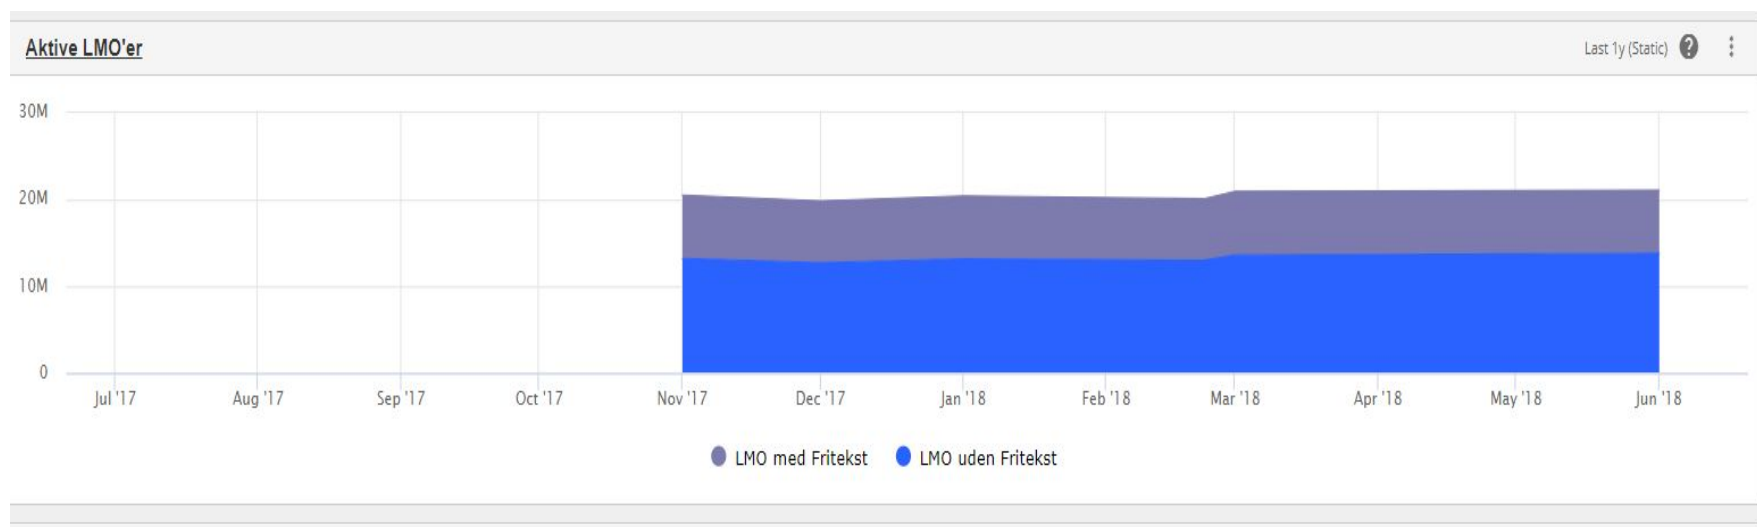 Aktive LMO'er
Last 1y (Static) ?
30M
20M
10M
0
Jul '17 Aug '17 Sep '17 Oct '17 Nov '17 Dec '17 Jan '18 Feb '18 Mar '18 Apr '18 May '18 Jun '18
LMO med Fritekst LMO uden Fritekst